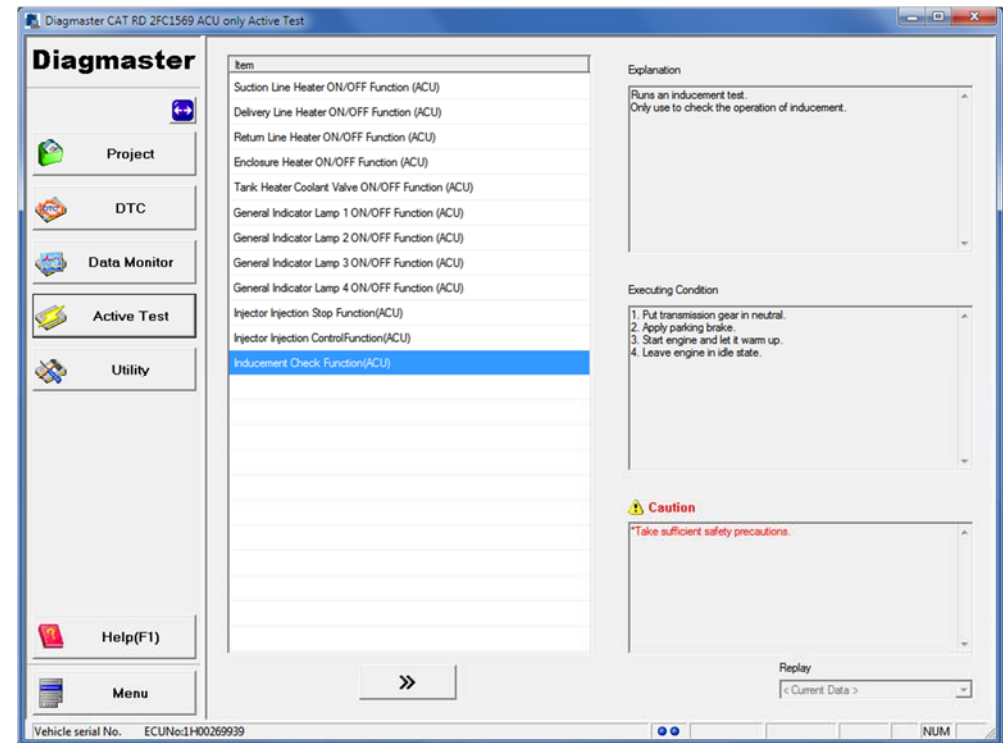 Diagmaster CAT RD 2FC1569 ACU only Active Test
Diagmaster
Project
DTC
DTC
Data Monitor
Active Test
Utility
Help(F1)
Menu
Item
Suction Line Heater ON/OFF Function (ACU)
Delivery Line Heater ON/OFF Function (ACU)
Return Line Heater ON/OFF Function (ACU)
Enclosure Heater ON/OFF Function (ACU)
Tank Heater Coolant Valve ON/OFF Function (ACU)
General Indicator Lamp 1 ON/OFF Function (ACU)
General Indicator Lamp 2 ON/OFF Function (ACU)
General Indicator Lamp 3 ON/OFF Function (ACU)
General Indicator Lamp 4 ON/OFF Function (ACU)
Injector Injection Stop Function(ACU)
Injector Injection ControlFunction(ACU)
Inducement Check Function(ACU)
»
Explanation
Runs an inducement test.
Only use to check the operation of inducement.
Executing Condition
1. Put transmission gear in neutral.
2. Apply parking brake.
3. Start engine and let it warm up.
4. Leave engine in idle state.
Caution
*Take sufficient safety precautions.
Replay
< Current Data >
Vehicle serial No. ECUNo:1H00269939
NUM